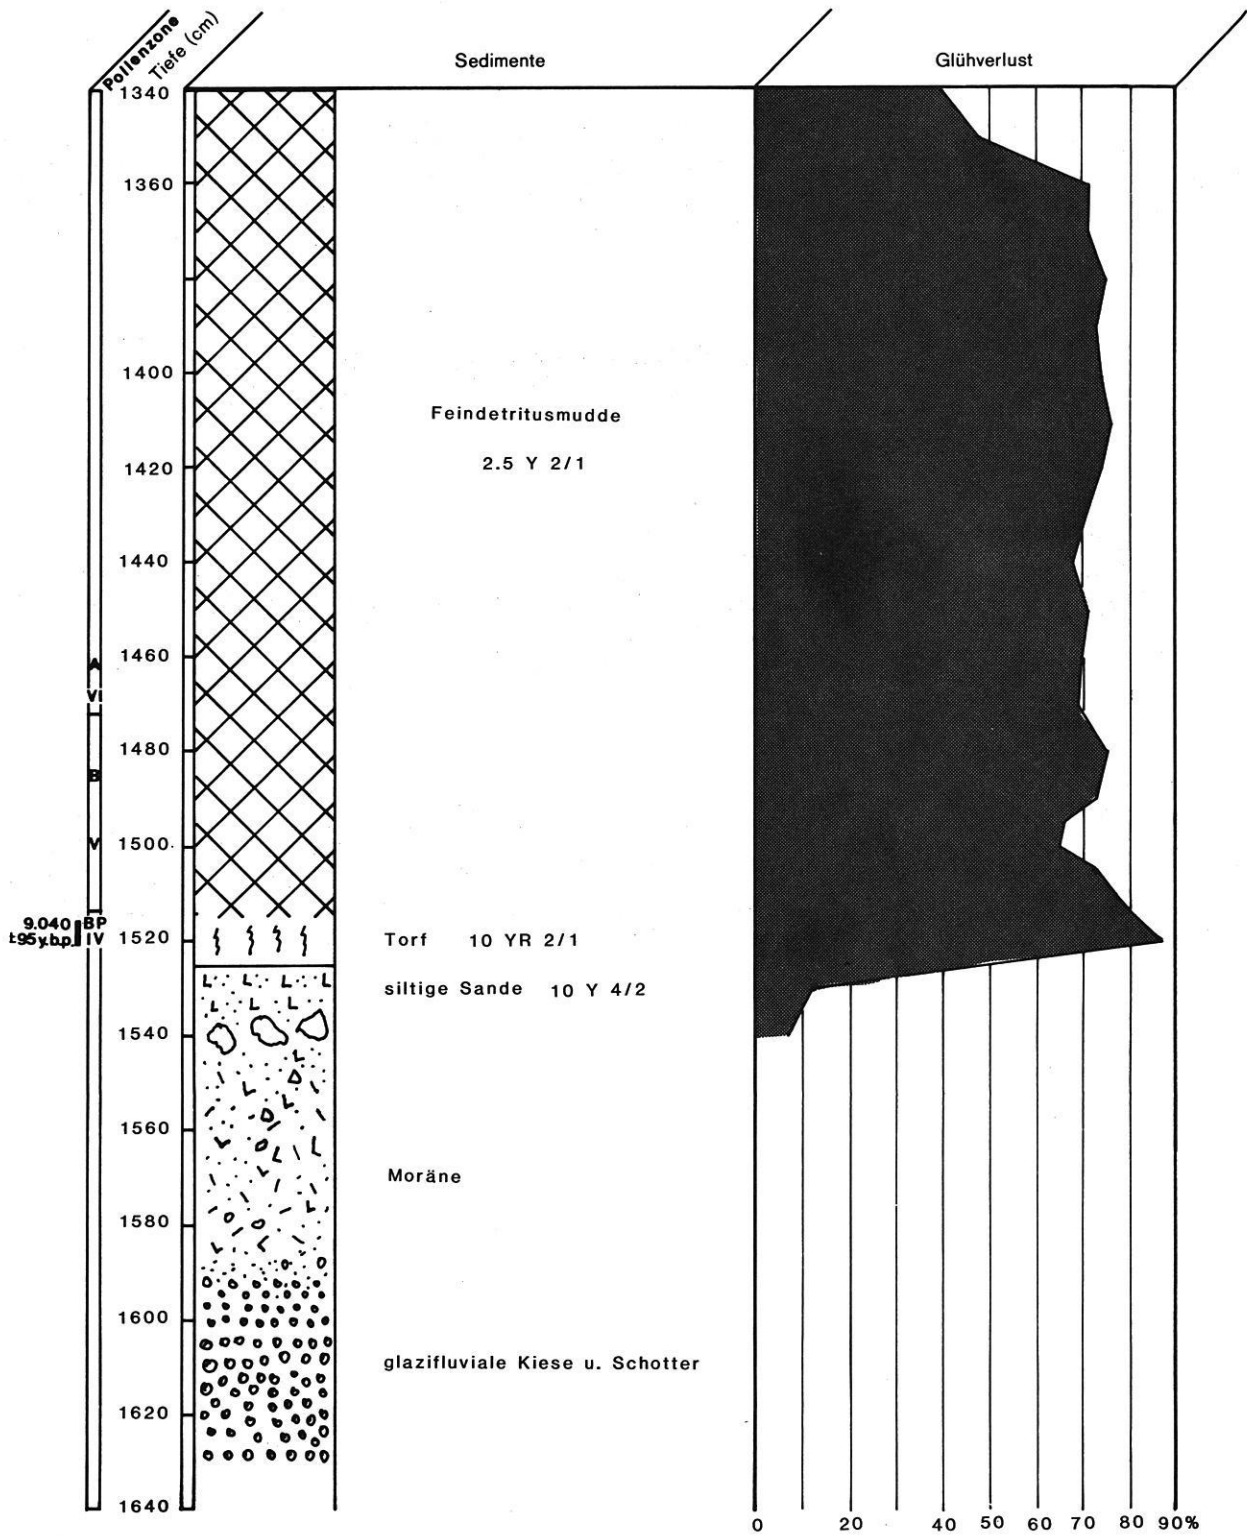 Pollenzone
Tiefe (cm)
Sedimente
Glühverlust
1340
1360
1400
Feindetritusmudde
1420
2.5 Y 2/1
1440
1460
A
VI
1480
B
V
1500
9.040
BP
±95 y.b.p.
IV
1520
Torf 10 YR 2/1
siltige Sande 10 Y 4/2
1540
1560
Moräne
1580
1600
glazifluviale Kiese u. Schotter
1620
1640
0 20 40 50 60 70 80 90%